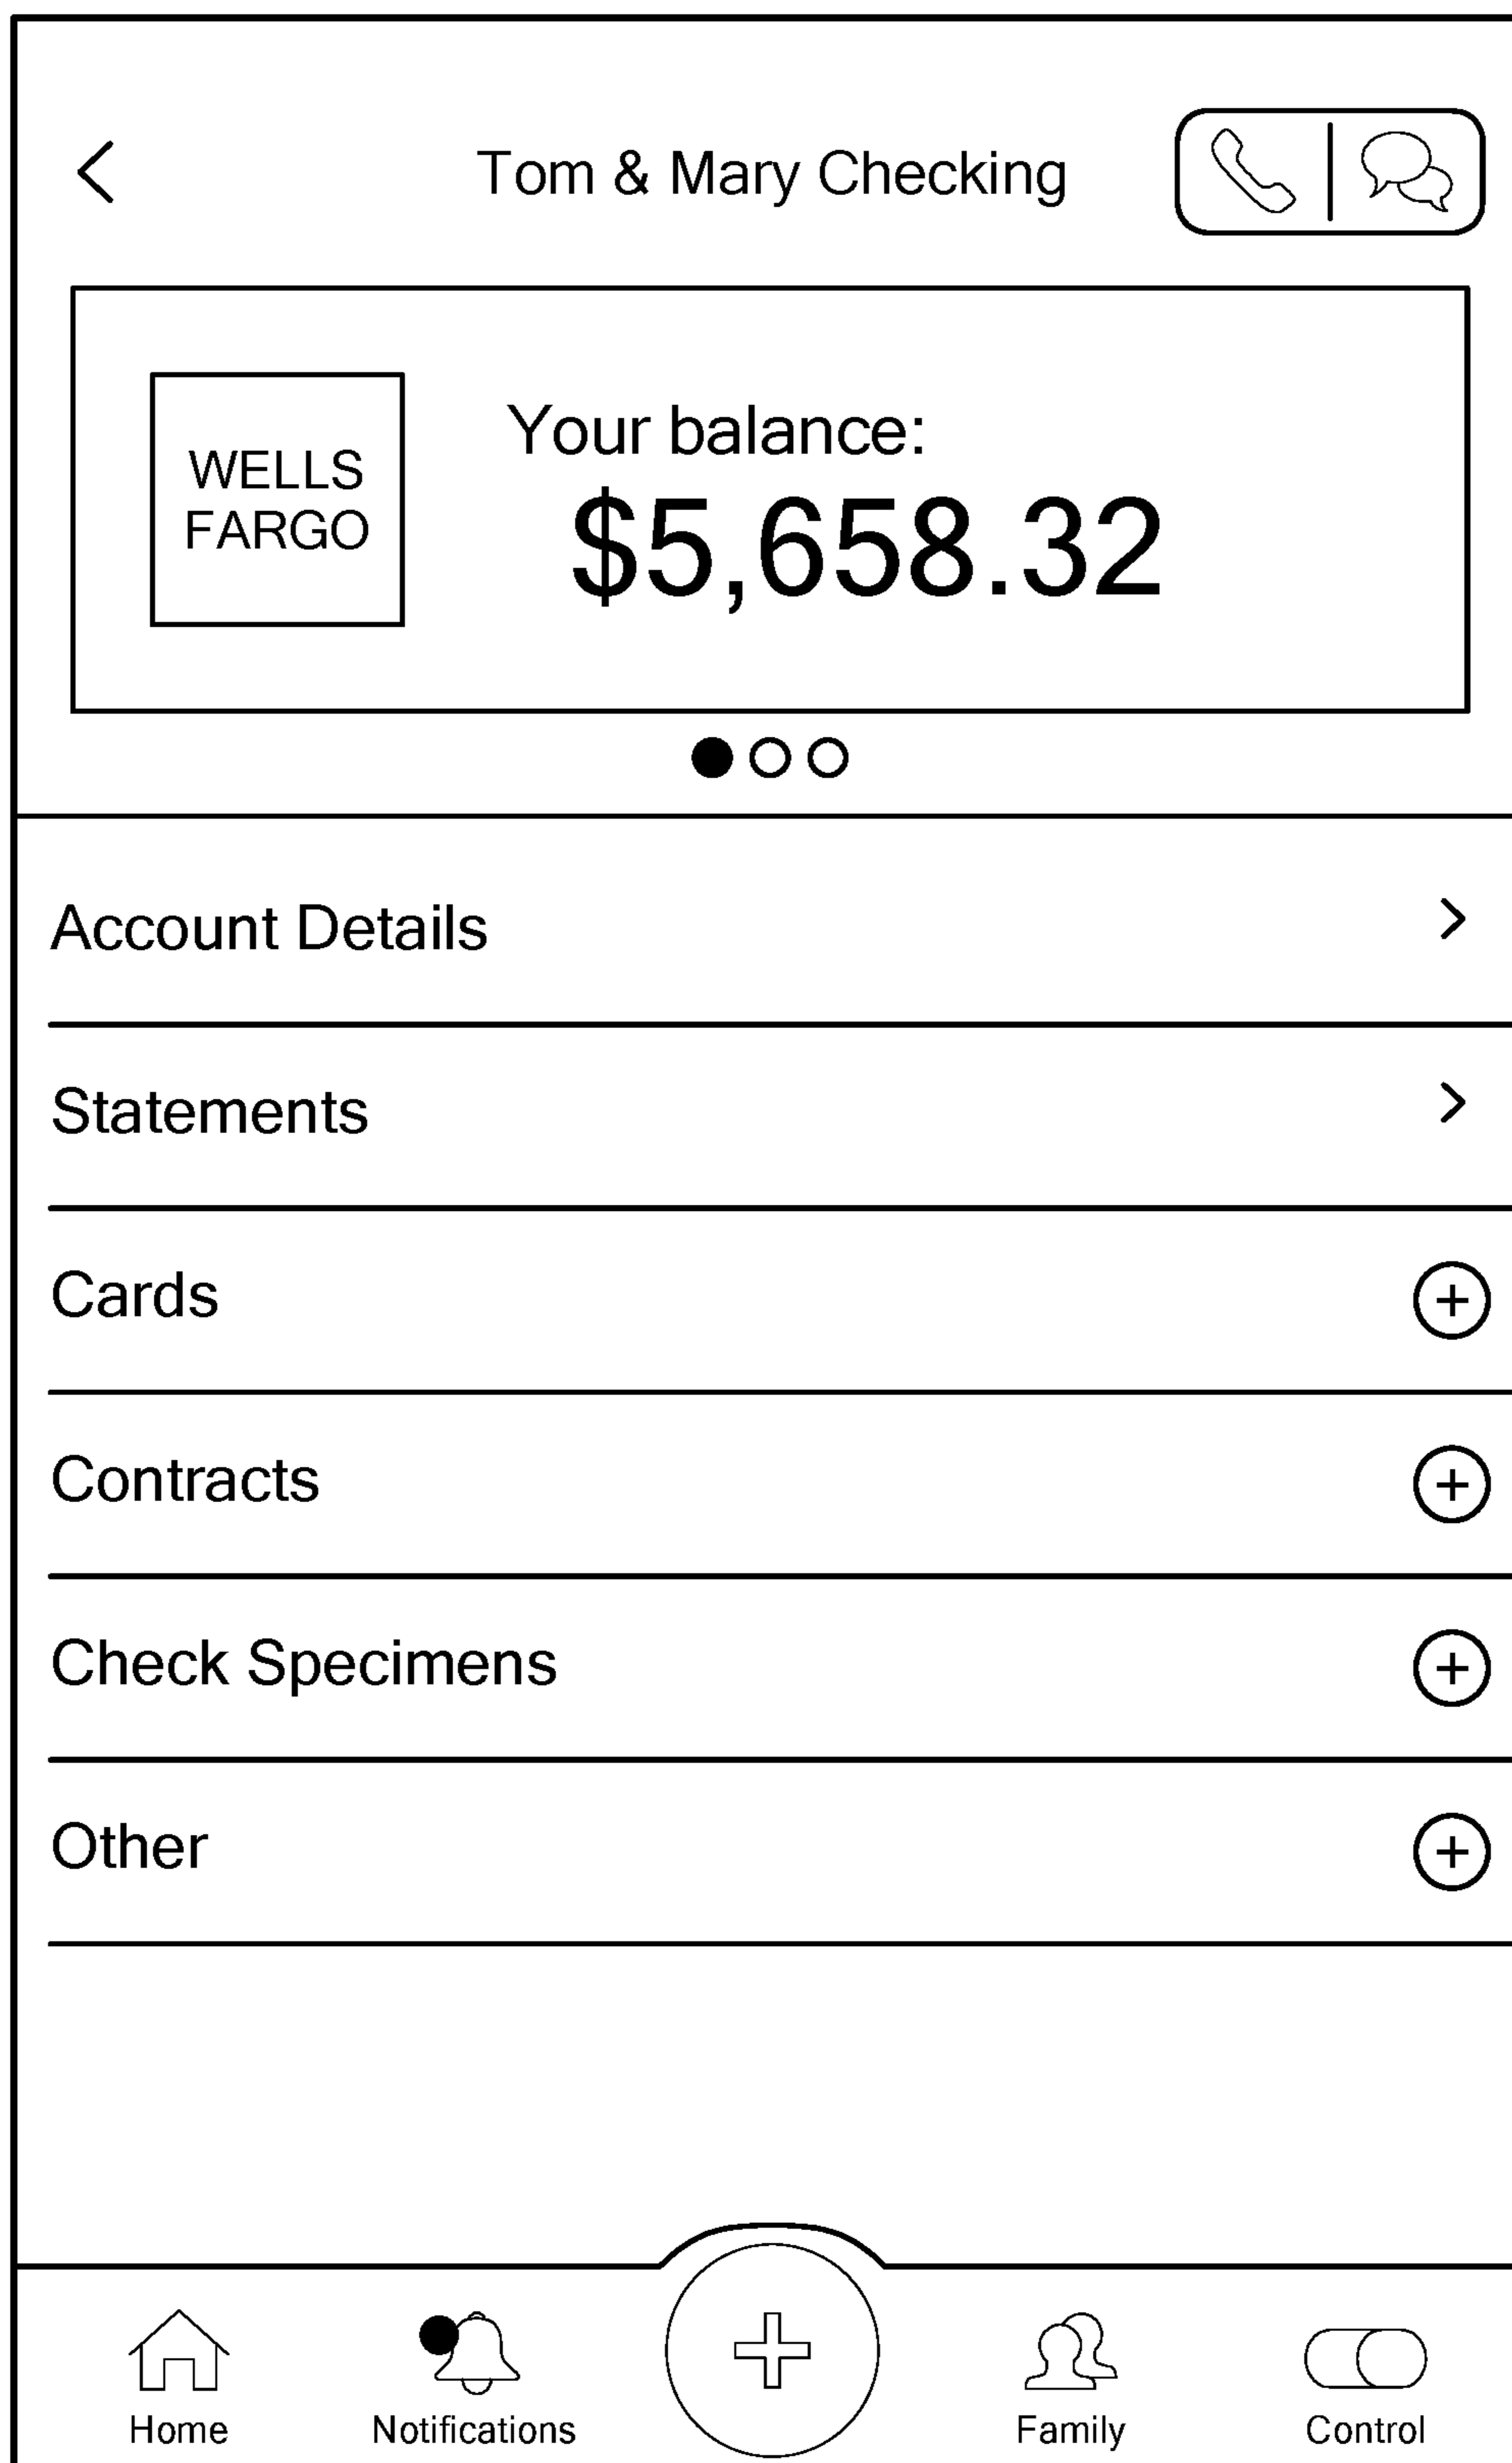 Tom & Mary Checking
WELLS
FARGO
Your balance:
$5,658.32
Account Details
Statements
Cards
Contracts
Check Specimens
Other
Home
Notifications
Family
Control